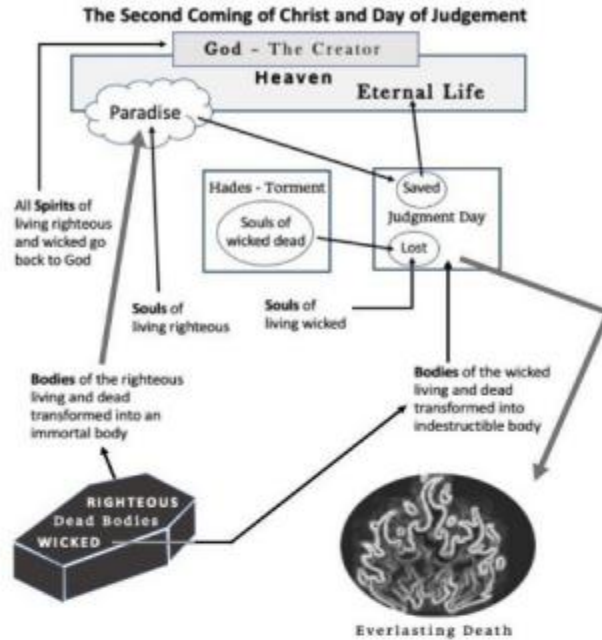 The Second Coming of Christ and Day of Judgement
God - The Creator
Heaven
Eternal Life
Paradise
Hades - Torment
Souls of
wicked dead
Saved
Judgment Day
Lost
All Spirits of
living righteous
and wicked go
back to God
Souls of
living righteous
Souls of
living wicked
Bodies of the righteous
living and dead
transformed into an
immortal body
Bodies of the wicked
living and dead
transformed into
indestructible body
RIGHTEOUS
Dead Bodies
WICKED
Everlasting Death